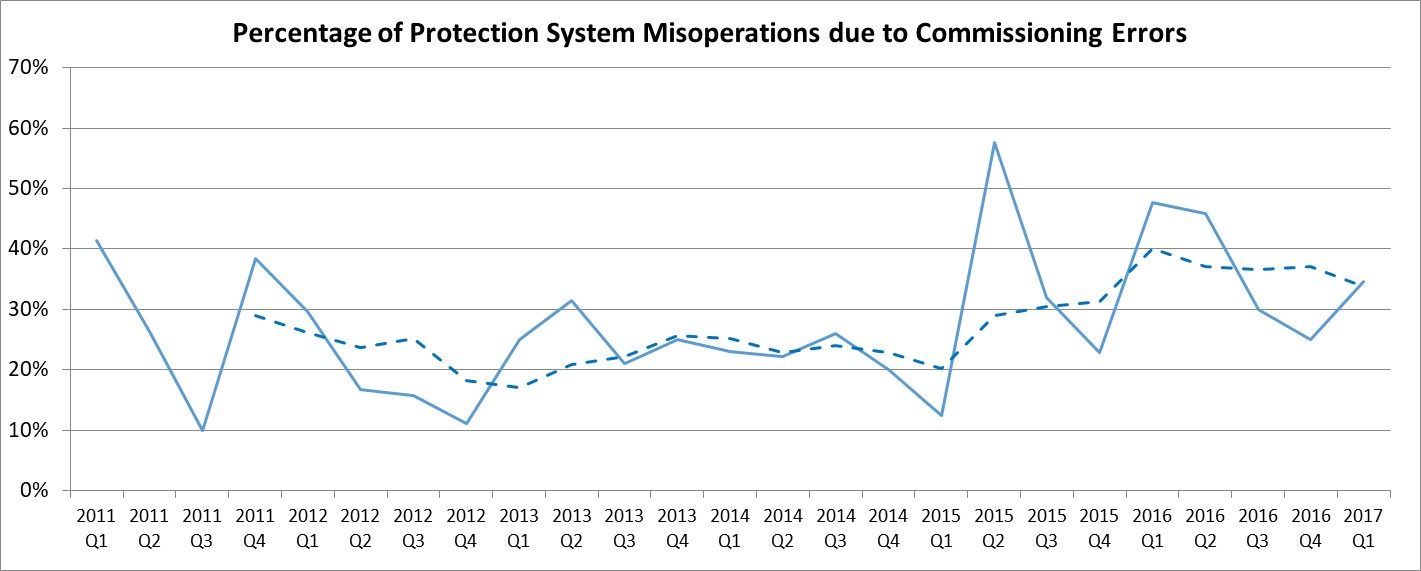 Percentage of Protection System Misoperations due to Commissioning Errors
70%
60%
50%
40%
30%
20%
10%
0%
2011 2011 2011 2011 2012 2012 2012 2012 2013 2013 2013 2013 2014 2014 2014 2014 2015 2015 2015 2015 2016 2016 2016 2016 2017
Q1 Q2 Q3 Q4 Q1 Q2 Q3 Q4 Q1 Q2 Q3 Q4 Q1 Q2 Q3 Q4 Q1 Q2 Q3 Q4 Q1 Q2 Q3 Q4 Q1